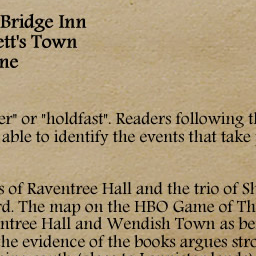 Bridge Inn
ett's Town
ne
er" or "holdfast". Readers following th
able to identify the events that take
s of Raventree Hall and the trio of Sh
rd. The map on the HBO Game of Th
entree Hall and Wendish Town as be
he evidence of the books argues stro